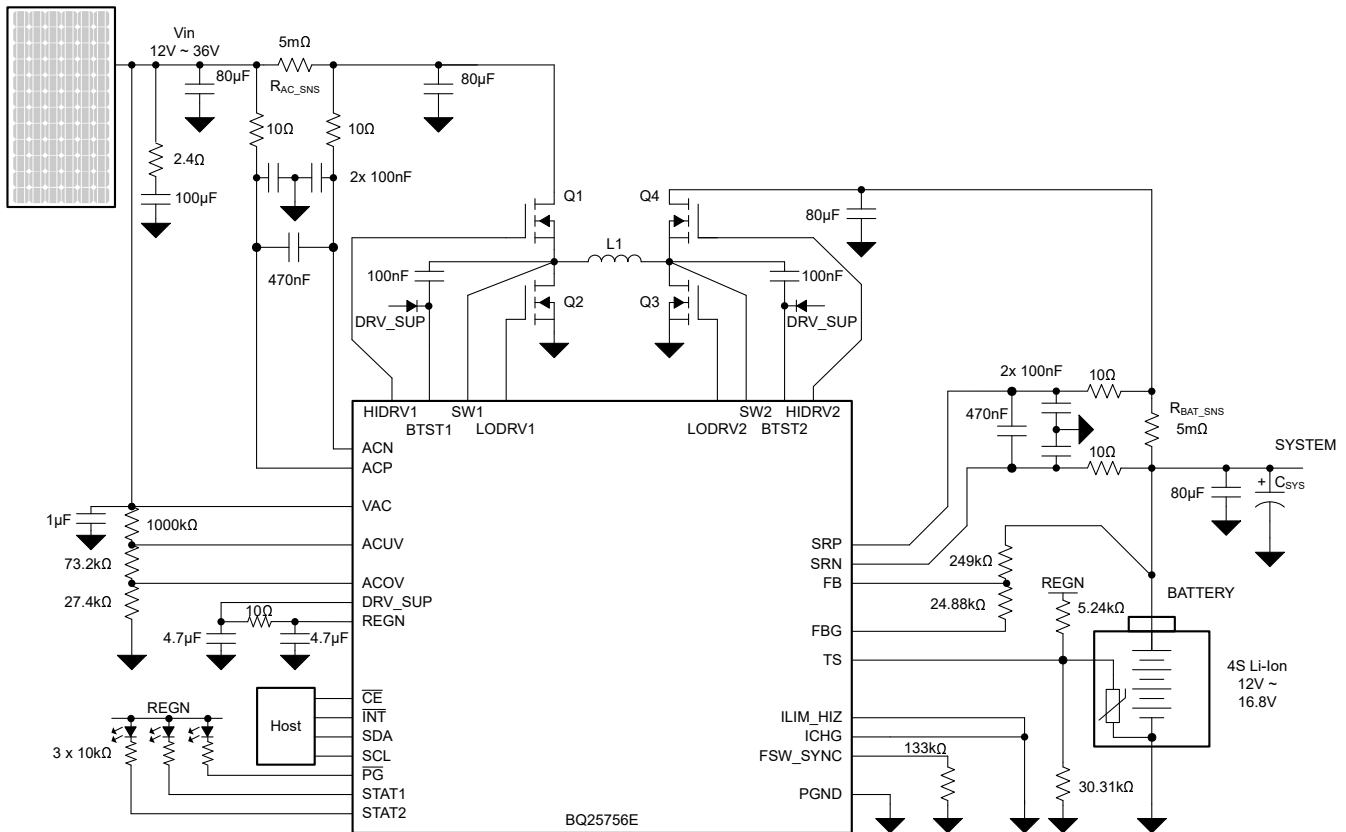 Vin
12V ~ 36V
5mΩ
R_AC_SNS
80µF
80µF
10Ω
10Ω
2.4Ω
100µF
2x 100nF
470nF
Q1
Q4
80µF
L1
100nF
100nF
Q2
Q3
DRV_SUP
DRV_SUP
HIDRV1
BTST1
SW1
LODRV1
LODRV2
SW2
BTST2
HIDRV2
2x 100nF
10Ω
470nF
R_BAT_SNS
5mΩ
10Ω
SYSTEM
80µF
+ C_SYS
ACN
ACP
VAC
1µF
1000kΩ
ACUV
73.2kΩ
ACOV
27.4kΩ
DRV_SUP
10Ω
REGN
4.7µF
4.7µF
SRP
SRN
249kΩ
FB
24.88kΩ
FBG
REGN
5.24kΩ
BATTERY
TS
4S Li-Ion
12V ~
16.8V
REGN
3 x 10kΩ
Host
CE
INT
SDA
SCL
PG
STAT1
STAT2
ILIM_HIZ
ICHG
FSW_SYNC
133kΩ
PGND
30.31kΩ
BQ25756E